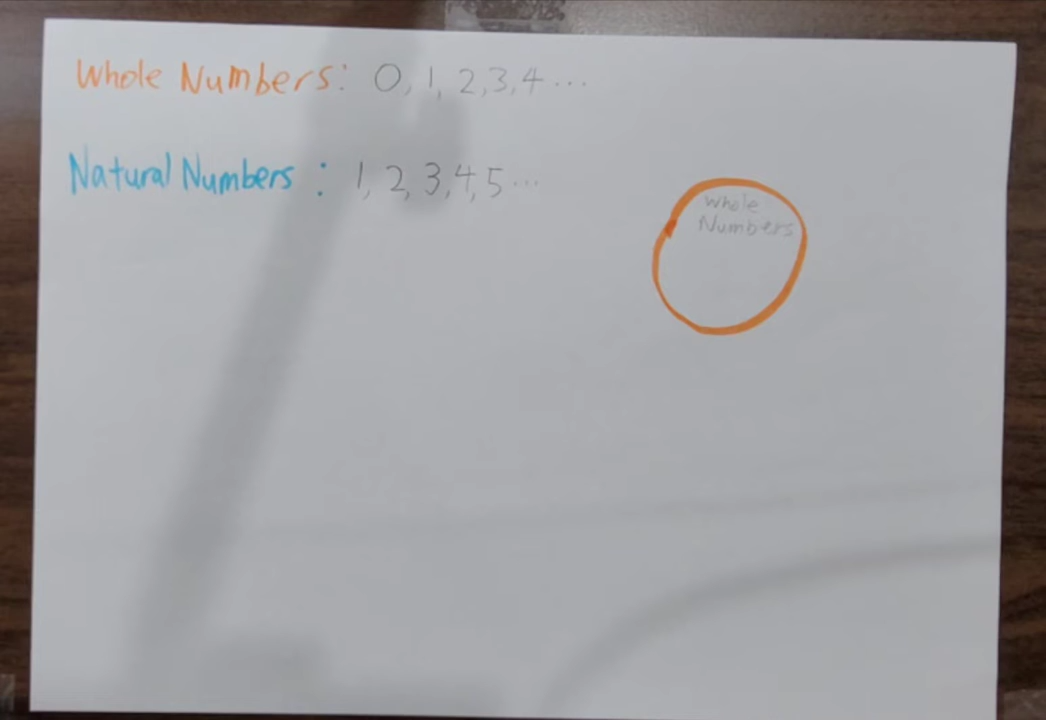 Whole Numbers: 0, 1, 2, 3, 4 ...
Natural Numbers : 1, 2, 3, 4, 5 ...
Whole
Numbers